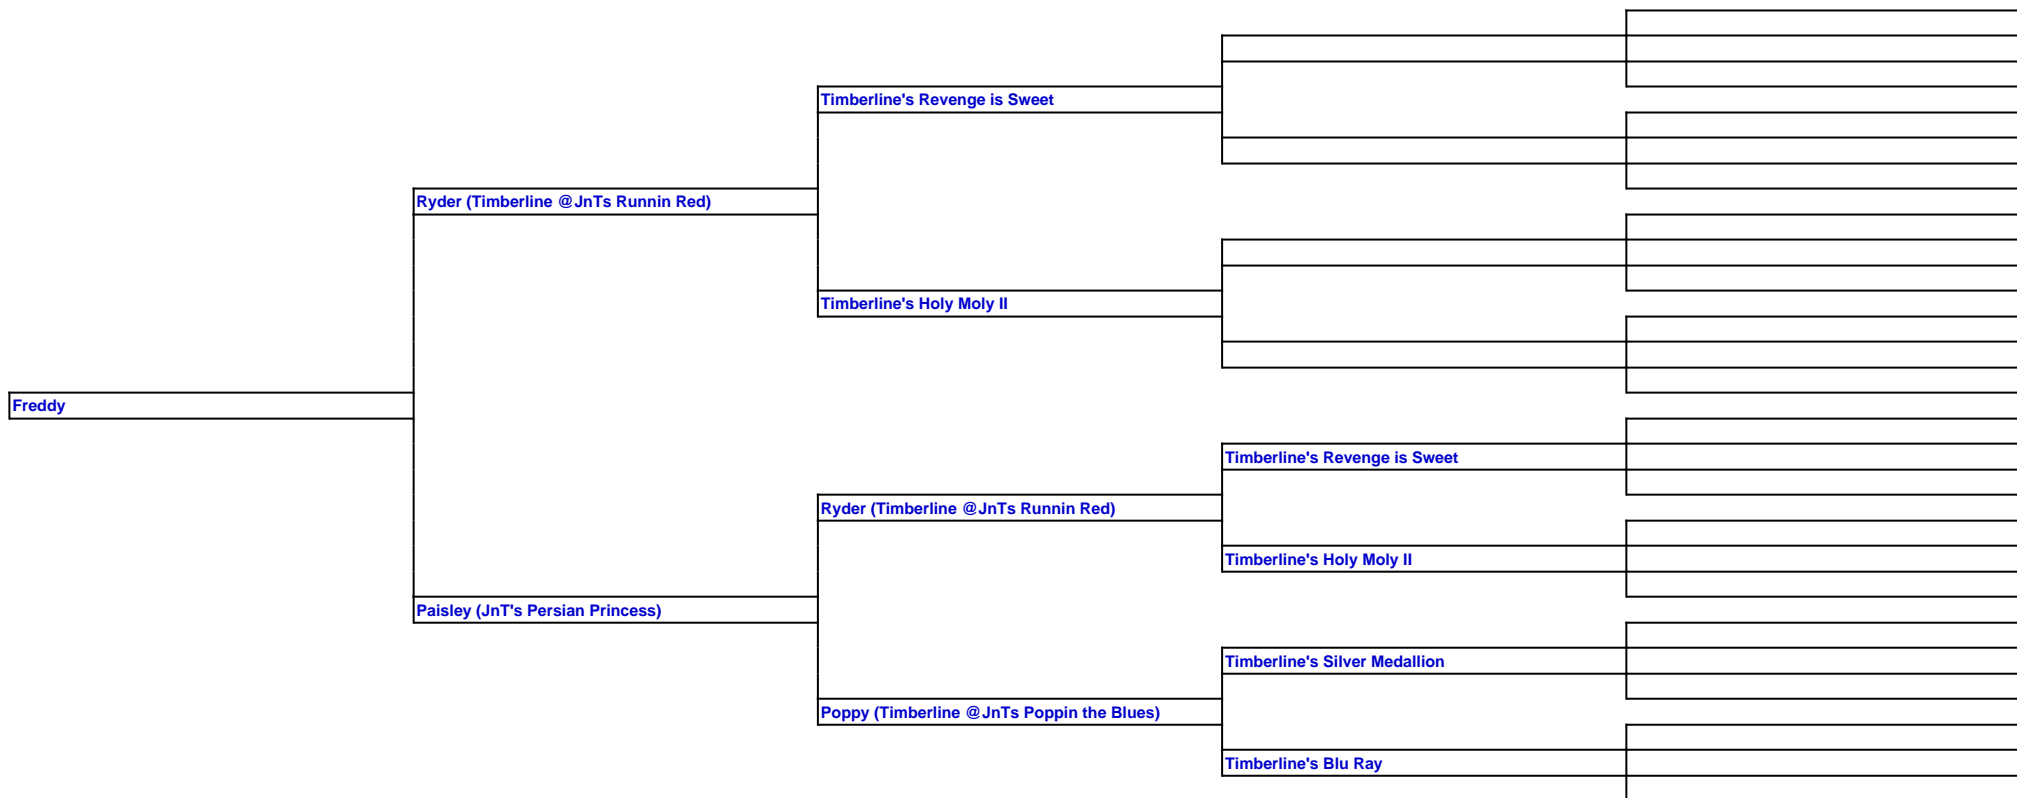 Timberline's Revenge is Sweet
Ryder (Timberline @JnTs Runnin Red)
Timberline's Holy Moly II
Freddy
Timberline's Revenge is Sweet
Ryder (Timberline @JnTs Runnin Red)
Timberline's Holy Moly II
Paisley (JnT's Persian Princess)
Timberline's Silver Medallion
Poppy (Timberline @JnTs Poppin the Blues)
Timberline's Blu Ray